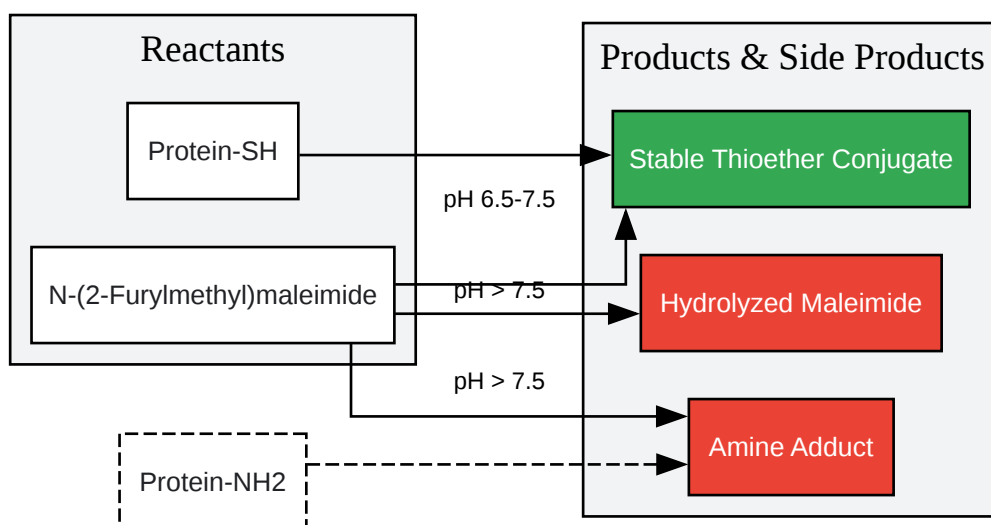 Reactants
Products & Side Products
Protein-SH
Stable Thioether Conjugate
pH 6.5-7.5
N-(2-Furylmethyl)maleimide
pH > 7.5
Hydrolyzed Maleimide
pH > 7.5
Amine Adduct
Protein-NH2